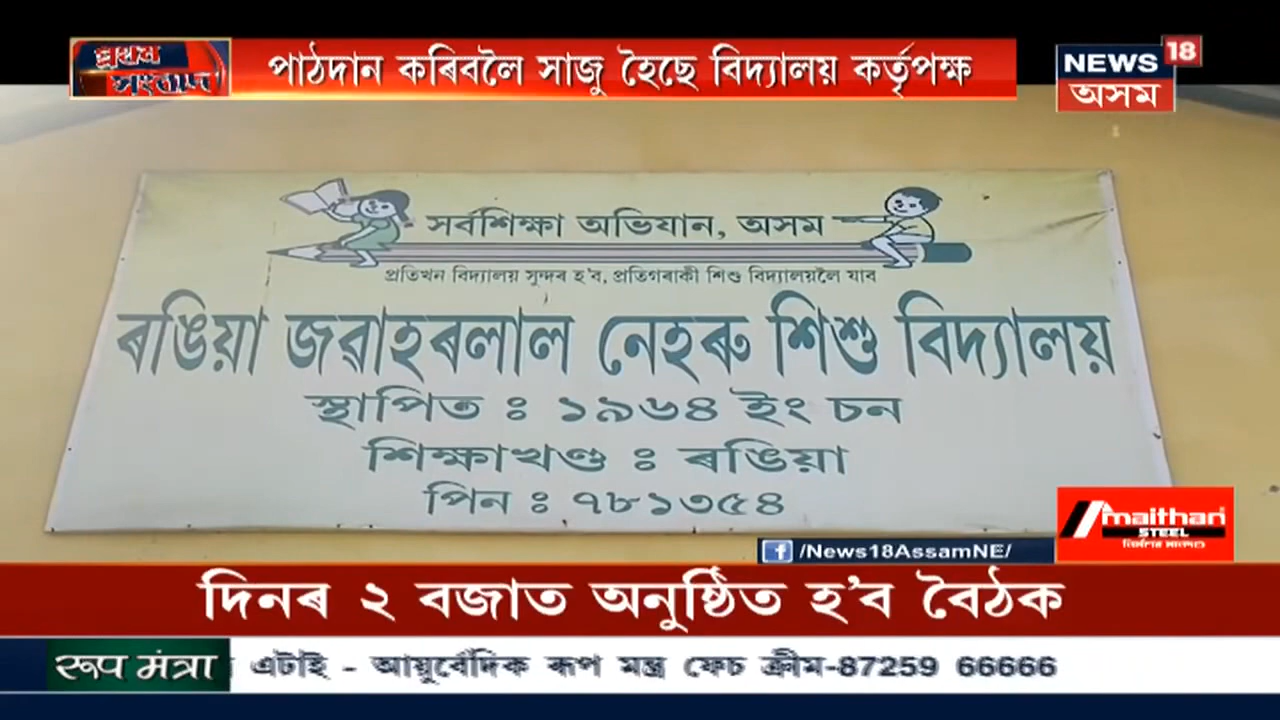 প্ৰথম সংবাদ
পাঠদান কৰিবলৈ সাজু হৈছে বিদ্যালয় কৰ্তৃপক্ষ
NEWS 18
অসম
সৰ্বশিক্ষা অভিযান, অসম
প্ৰতিখন বিদ্যালয় সুন্দৰ হ'ব, প্ৰতিগৰাকী শিশু বিদ্যালয়লৈ যাব
ৰঙিয়া জৱাহৰলাল নেহৰু শিশু বিদ্যালয়
স্থাপিত : ১৯৬৪ ইং চন
শিক্ষাখণ্ড : ৰঙিয়া
পিন : ৭৮১৩৫৪
maithan
STEEL
/News18AssamNE/
দিনৰ ২ বজাত অনুষ্ঠিত হ'ব বৈঠক
রূপ মন্ত্রা
এটাই - আয়ুৰ্বেদিক ৰূপ মন্ত্ৰ ফেচ ক্ৰীম-87259 66666